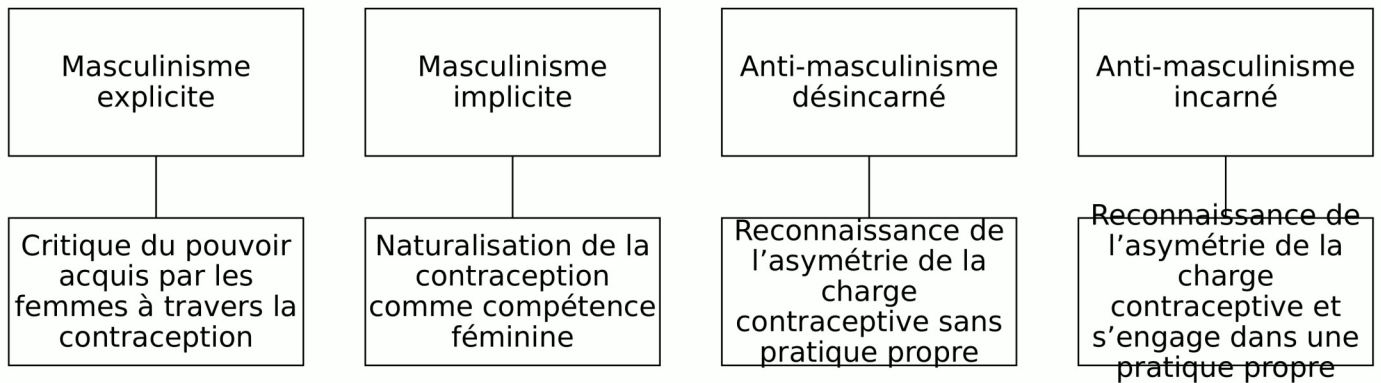 Masculinisme
explicite
Masculinisme
implicite
Anti-masculinisme
désincarné
Anti-masculinisme
incarné
Critique du pouvoir
acquis par les
femmes à travers la
contraception
Naturalisation de la
contraception
comme compétence
féminine
Reconnaissance de
l’asymétrie de la
charge
contraceptive sans
pratique propre
Reconnaissance de
l’asymétrie de la
charge
contraceptive et
s’engage dans une
pratique propre